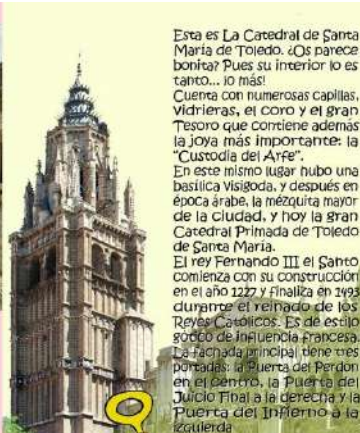 Esta es La Catedral de Santa
María de Toledo. ¿Os parece
bonita? Pues su interior lo es
tanto... ¡o más!
Cuenta con numerosas capillas,
vidrieras, el coro y el gran
Tesoro que contiene además
la joya más importante: la
"Custodia del Arfe".
En este mismo lugar hubo una
basílica Visigoda, y después en
época árabe, la mezquita mayor
de la ciudad, y hoy la gran
Catedral Primada de Toledo
de Santa María.
El rey Fernando III el Santo
comienza con su construcción
en el año 1227 y finaliza en 1493
durante el reinado de los
Reyes Católicos. Es de estilo
gótico de influencia francesa.
La fachada principal tiene tres
portadas: la Puerta del Perdon
en el centro, la Puerta del
Juicio Final a la derecha y la
Puerta del Infierno a la
izquierda